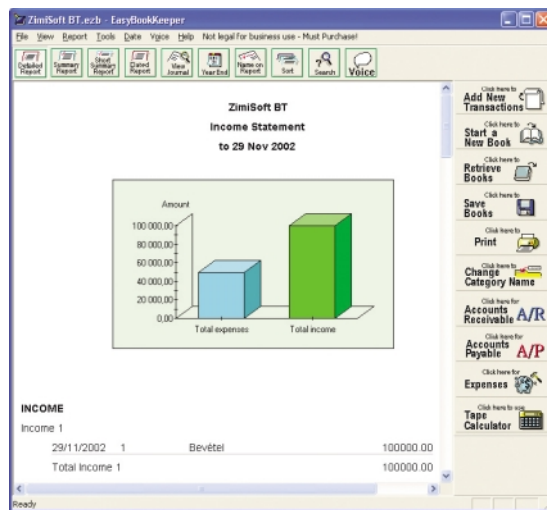 ZimiSoft BT.ezb - EasyBookKeeper
File View Report Tools Date Vgice Help Not legal for business use - Must Purchase!
Detailed Report
Summary Report
Short Summary Report
Dated Report
View Journal
Year End
Name on Report
Sort
Search
Voice
ZimiSoft BT
Income Statement
to 29 Nov 2002
Amount
100 000,00
80 000,00
60 000,00
40 000,00
20 000,00
0,00
Total expenses Total income
INCOME
Income 1
29/11/2002 1 Bevétel 100000.00
Total Income 1 100000.00
Click here to
Add New
Transactions
Click here to
Start a
New Book
Click here to
Retrieve
Books
Click here to
Save
Books
Click here to
Print
Click here to
Change
Category Name
Click here for
Accounts
Receivable A/R
Click here for
Accounts
Payable A/P
Click here for
Expenses
Click here to use
Tape
Calculator
Ready